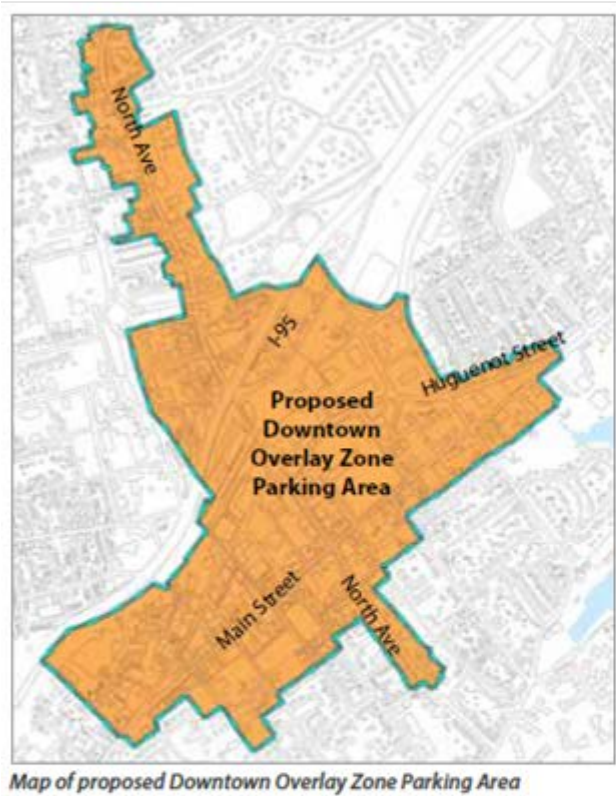 North Ave
I-95
Huguenot Street
Proposed
Downtown
Overlay Zone
Parking Area
Main Street
North Ave
Map of proposed Downtown Overlay Zone Parking Area